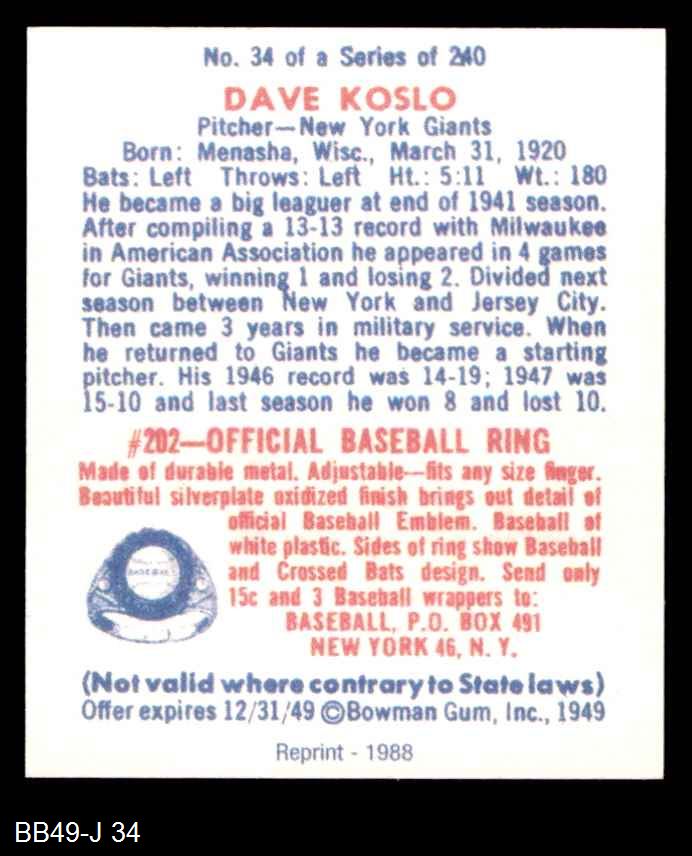 No. 34 of a Series of 240
DAVE KOSLO
Pitcher—New York Giants
Born: Menasha, Wisc., March 31, 1920
Bats: Left Throws: Left Ht.: 5:11 Wt.: 180
He became a big leaguer at end of 1941 season.
After compiling a 13-13 record with Milwaukee
in American Association he appeared in 4 games
for Giants, winning 1 and losing 2. Divided next
season between New York and Jersey City.
Then came 3 years in military service. When
he returned to Giants he became a starting
pitcher. His 1946 record was 14-19; 1947 was
15-10 and last season he won 8 and lost 10.
#202—OFFICIAL BASEBALL RING
Made of durable metal. Adjustable—fits any size finger.
Beautiful silverplate oxidized finish brings out detail of
official Baseball Emblem. Baseball of
white plastic. Sides of ring show Baseball
and Crossed Bats design. Send only
15c and 3 Baseball wrappers to:
BASEBALL, P.O. BOX 491
NEW YORK 46, N. Y.
BASEBALL
(Not valid where contrary to State laws)
Offer expires 12/31/49 ©Bowman Gum, Inc., 1949
Reprint - 1988
BB49-J 34